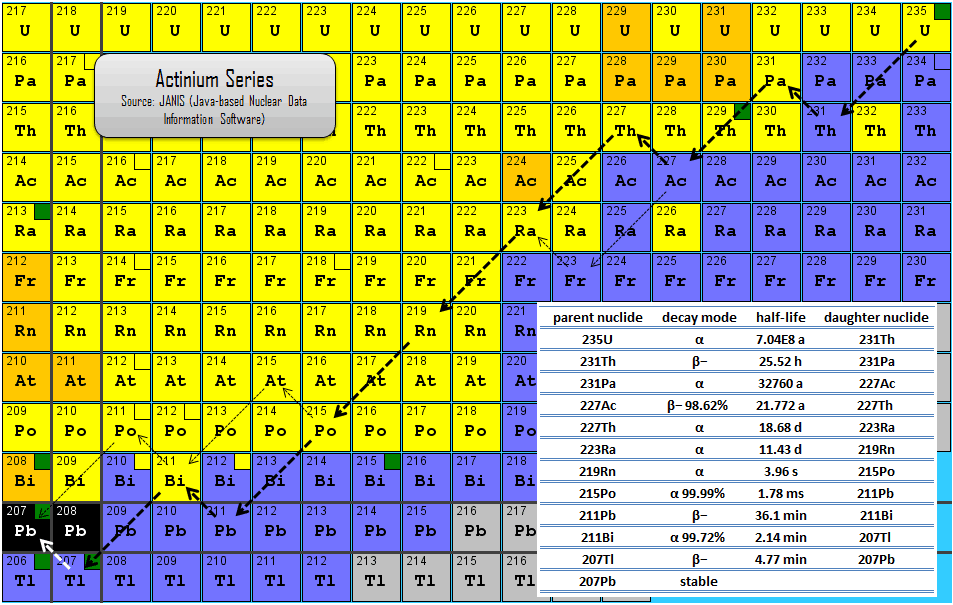 217 218 219 220 221 222 223 224 225 226 227 228 229 230 231 232 233 234 235
U U U U U U U U U U U U U U U U U U U
216 217 223 224 225 226 227 228 229 230 231 232 233 234
Pa Pa Pa Pa Pa Pa Pa Pa Pa Pa Pa Pa Pa Pa
Actinium Series
Source: JANIS (Java-based Nuclear Data
Information Software)
215 216 222 223 224 225 226 227 228 229 230 231 232 233
Th Th Th Th Th Th Th Th Th Th Th Th Th Th
214 215 216 217 218 219 220 221 222 223 224 225 226 227 228 229 230 231 232
Ac Ac Ac Ac Ac Ac Ac Ac Ac Ac Ac Ac Ac Ac Ac Ac Ac Ac Ac
213 214 215 216 217 218 219 220 221 222 223 224 225 226 227 228 229 230 231
Ra Ra Ra Ra Ra Ra Ra Ra Ra Ra Ra Ra Ra Ra Ra Ra Ra Ra Ra
212 213 214 215 216 217 218 219 220 221 222 223 224 225 226 227 228 229 230
Fr Fr Fr Fr Fr Fr Fr Fr Fr Fr Fr Fr Fr Fr Fr Fr Fr Fr Fr
211 212 213 214 215 216 217 218 219 220 221
Rn Rn Rn Rn Rn Rn Rn Rn Rn Rn Rn
210 211 212 213 214 215 216 217 218 219 220
At At At At At At At At At At At
209 210 211 212 213 214 215 216 217 218 219
Po Po Po Po Po Po Po Po Po Po Po
208 209 210 211 212 213 214 215 216 217 218
Bi Bi Bi Bi Bi Bi Bi Bi Bi Bi Bi
207 208 209 210 211 212 213 214 215 216 217
Pb Pb Pb Pb Pb Pb Pb Pb Pb Pb Pb
206 207 208 209 210 211 212 213 214 215 216
Tl Tl Tl Tl Tl Tl Tl Tl Tl Tl Tl
parent nuclide decay mode half-life daughter nuclide
235U α 7.04E8 a 231Th
231Th β− 25.52 h 231Pa
231Pa α 32760 a 227Ac
227Ac β− 98.62% 21.772 a 227Th
227Th α 18.68 d 223Ra
223Ra α 11.43 d 219Rn
219Rn α 3.96 s 215Po
215Po α 99.99% 1.78 ms 211Pb
211Pb β− 36.1 min 211Bi
211Bi α 99.72% 2.14 min 207Tl
207Tl β− 4.77 min 207Pb
207Pb stable